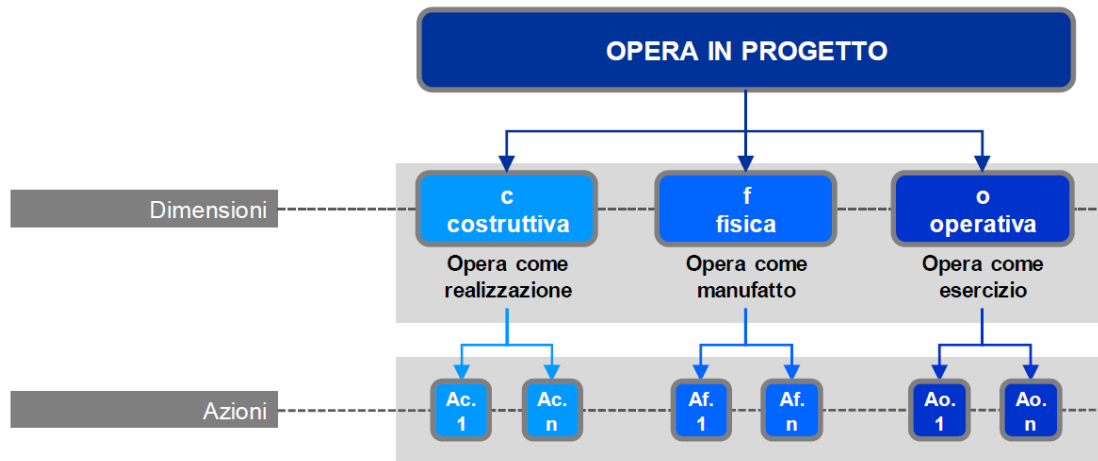 OPERA IN PROGETTO
Dimensioni
c
costruttiva
f
fisica
o
operativa
Opera come
realizzazione
Opera come
manufatto
Opera come
esercizio
Azioni
Ac.
1
Ac.
n
Af.
1
Af.
n
Ao.
1
Ao.
n